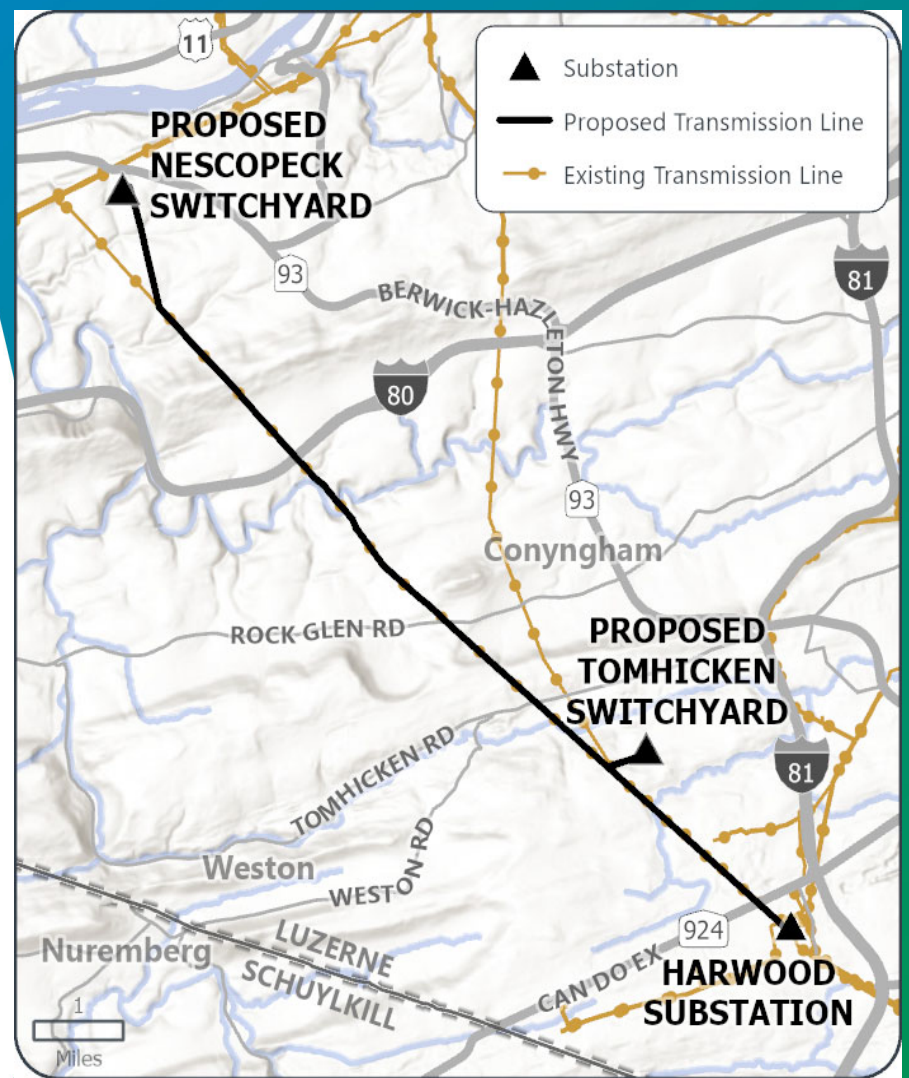 11
Substation
Proposed Transmission Line
Existing Transmission Line
PROPOSED
NESCOPECK
SWITCHYARD
93
81
BERWICK-HAZLETON HWY
80
93
Conyngham
ROCK GLEN RD
PROPOSED
TOMHICKEN
SWITCHYARD
TOMHICKEN RD
81
Weston
WESTON RD
924
Nuremberg
LUZERNE
SCHUYLKILL
CAN DO EX
HARWOOD
SUBSTATION
1
Miles